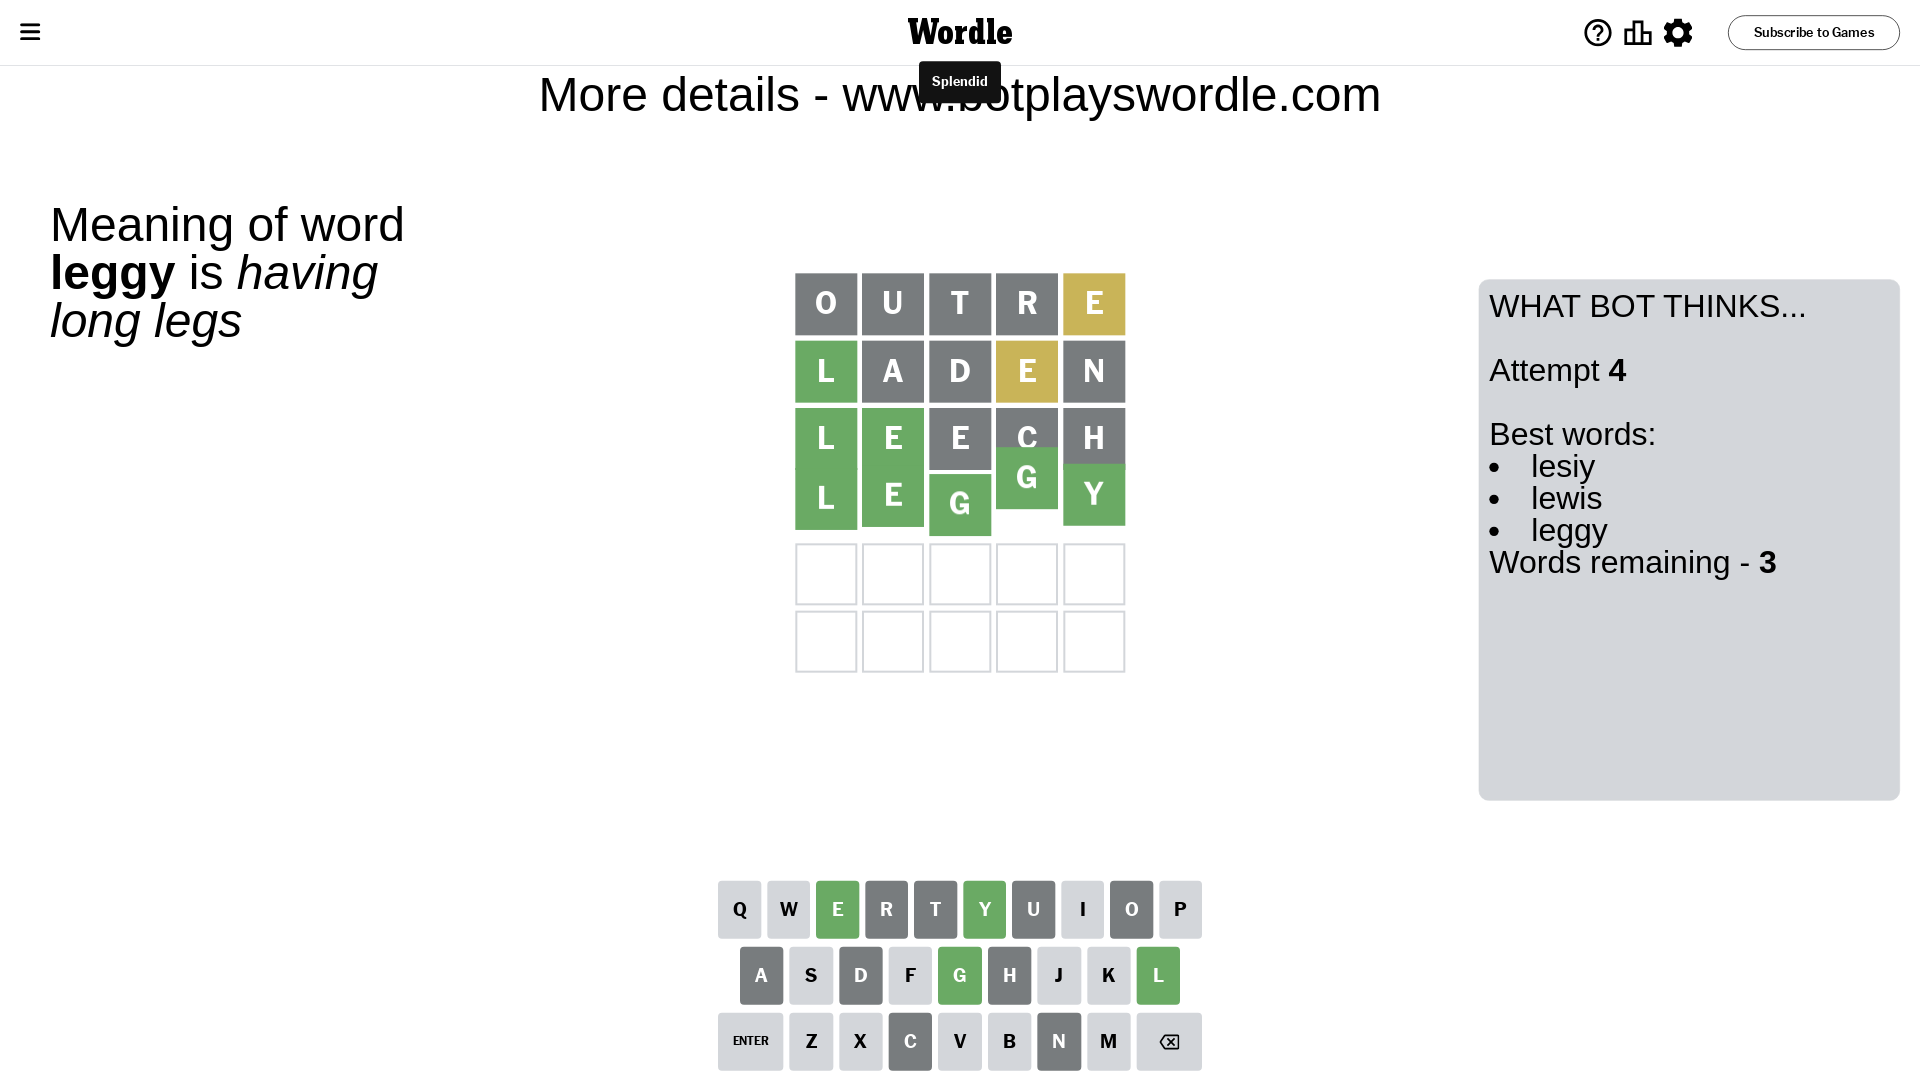 Wordle
Subscribe to Games
Splendid
More details - www.botplayswordle.com
Meaning of word
leggy is having
long legs
O U T R E
L A D E N
L E E C H
L E G G Y
WHAT BOT THINKS...
Attempt 4
Best words:
• lesiy
• lewis
• leggy
Words remaining - 3
Q W E R T Y U I O P
A S D F G H J K L
ENTER Z X C V B N M